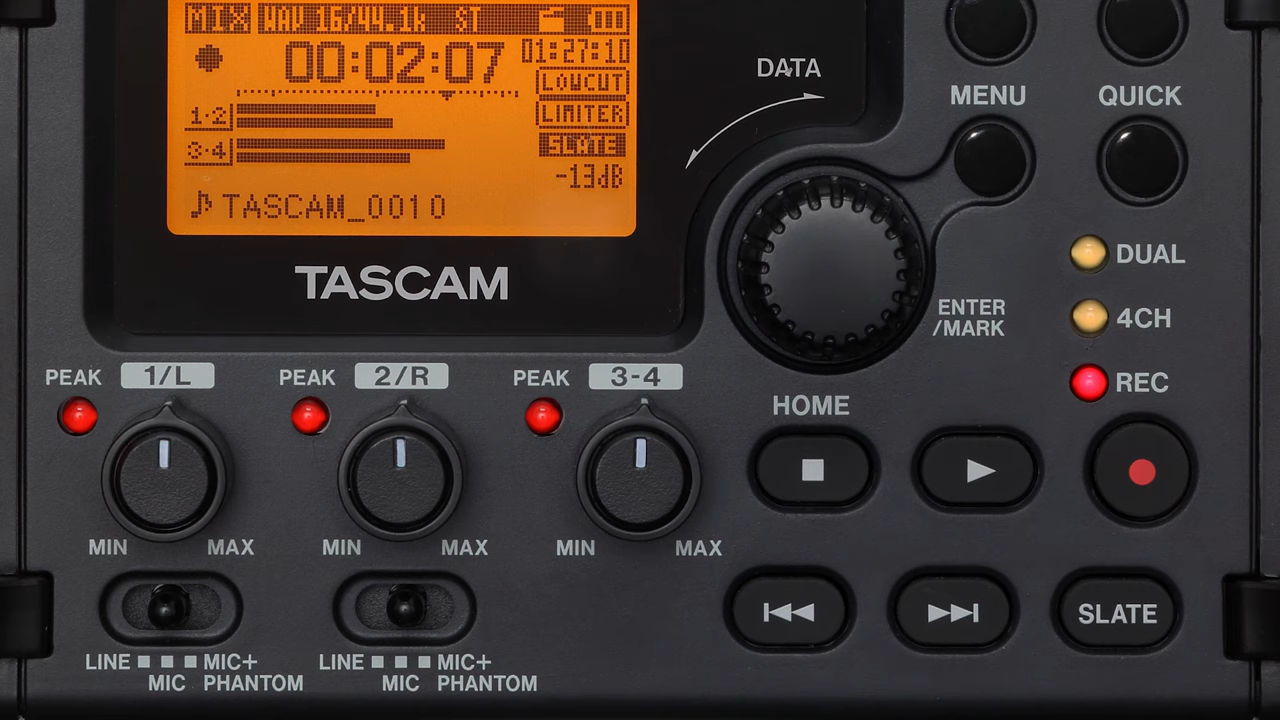 MIX WAV 16/44.1k ST
00:02:07 01:27:10
LOWCUT
1·2 LIMITER
3·4 SLATE
-13dB
TASCAM_0010
TASCAM
DATA
MENU QUICK
ENTER
/MARK
DUAL
4CH
REC
PEAK 1/L PEAK 2/R PEAK 3-4
HOME
MIN MAX MIN MAX MIN MAX
SLATE
LINE MIC+ LINE MIC+
MIC PHANTOM MIC PHANTOM